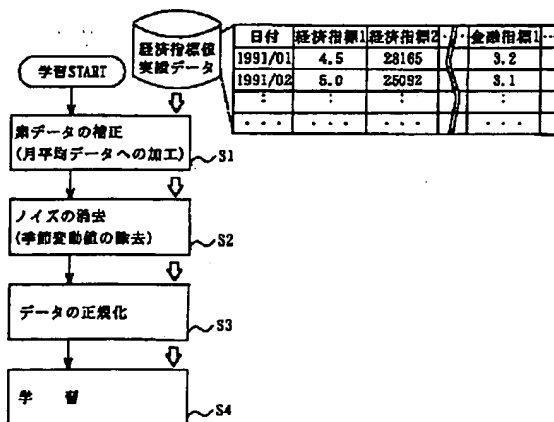 学習START
経済指標値
実績データ
日付 経済指標1 経済指標2 ・・ 金融指標1 ・・
1991/01 4.5 28165 3.2
1991/02 5.0 25092 3.1
: : : :
・・・ ・・・ ・・・ ・・・
素データの補正
(月平均データへの加工)
S1
ノイズの消去
(季節変動値の除去)
S2
データの正規化
S3
学 習
S4